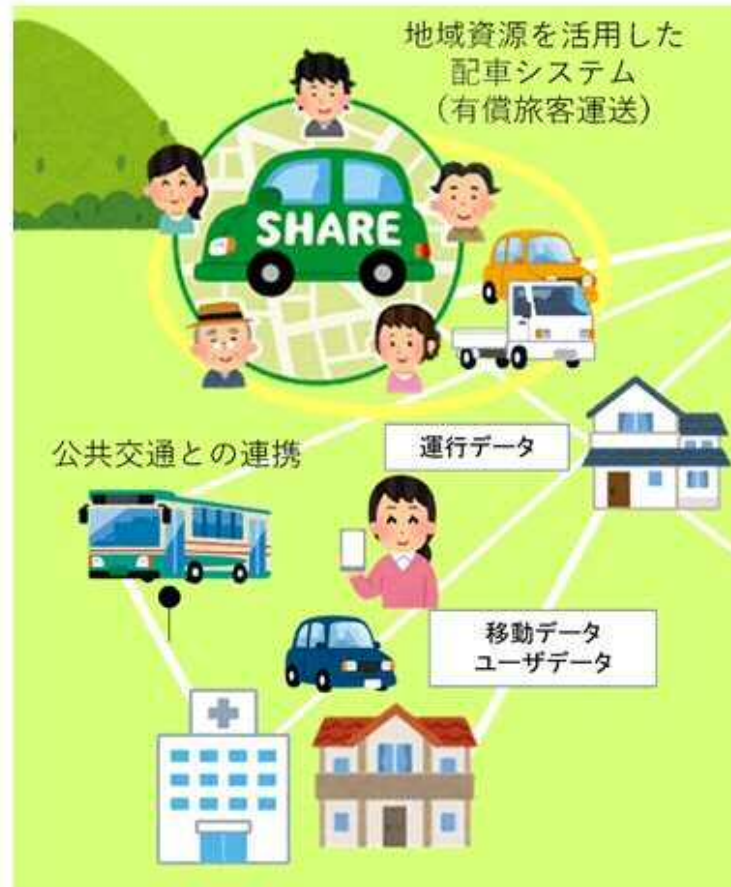 地域資源を活用した
配車システム
（有償旅客運送）
SHARE
公共交通との連携
運行データ
移動データ
ユーザデータ